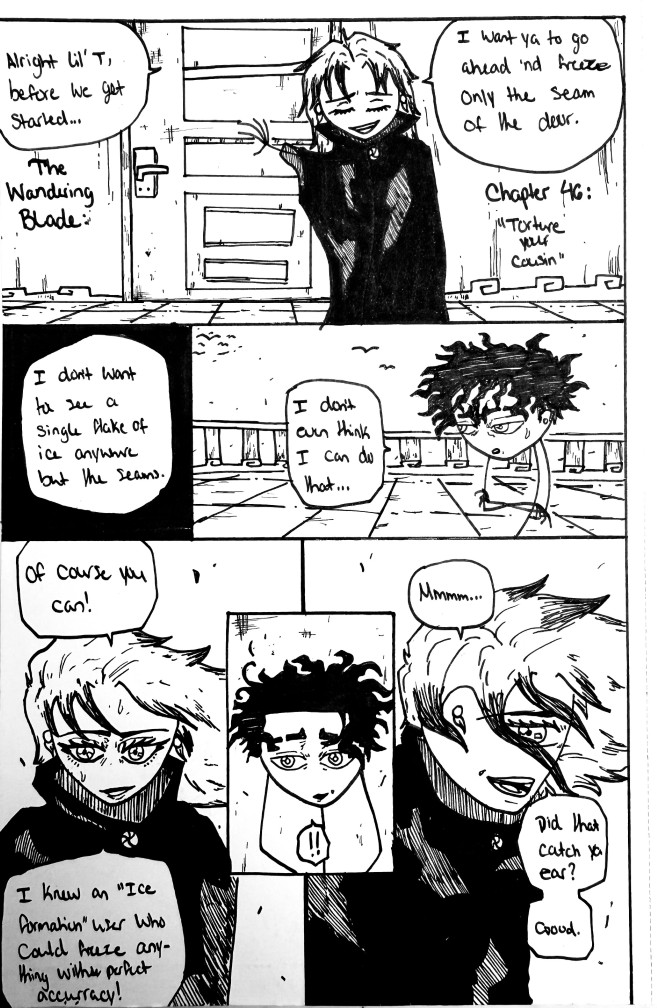 Alright Lil' T,
before we get
started...
I want ya to go
ahead 'nd freeze
only the seam
of the door.
The
Wandering
Blade:
Chapter 46:
"Torture
your
Cousin"
I don't want
to see a
single flake of
ice anywhere
but the seams.
I don't
even think
I can do
that...
Of course you
can!
!!
Mmmm...
I knew an "Ice
Formation" user who
could freeze any-
thing with perfect
accurracy!
Did that
catch ya
ear?
Good.